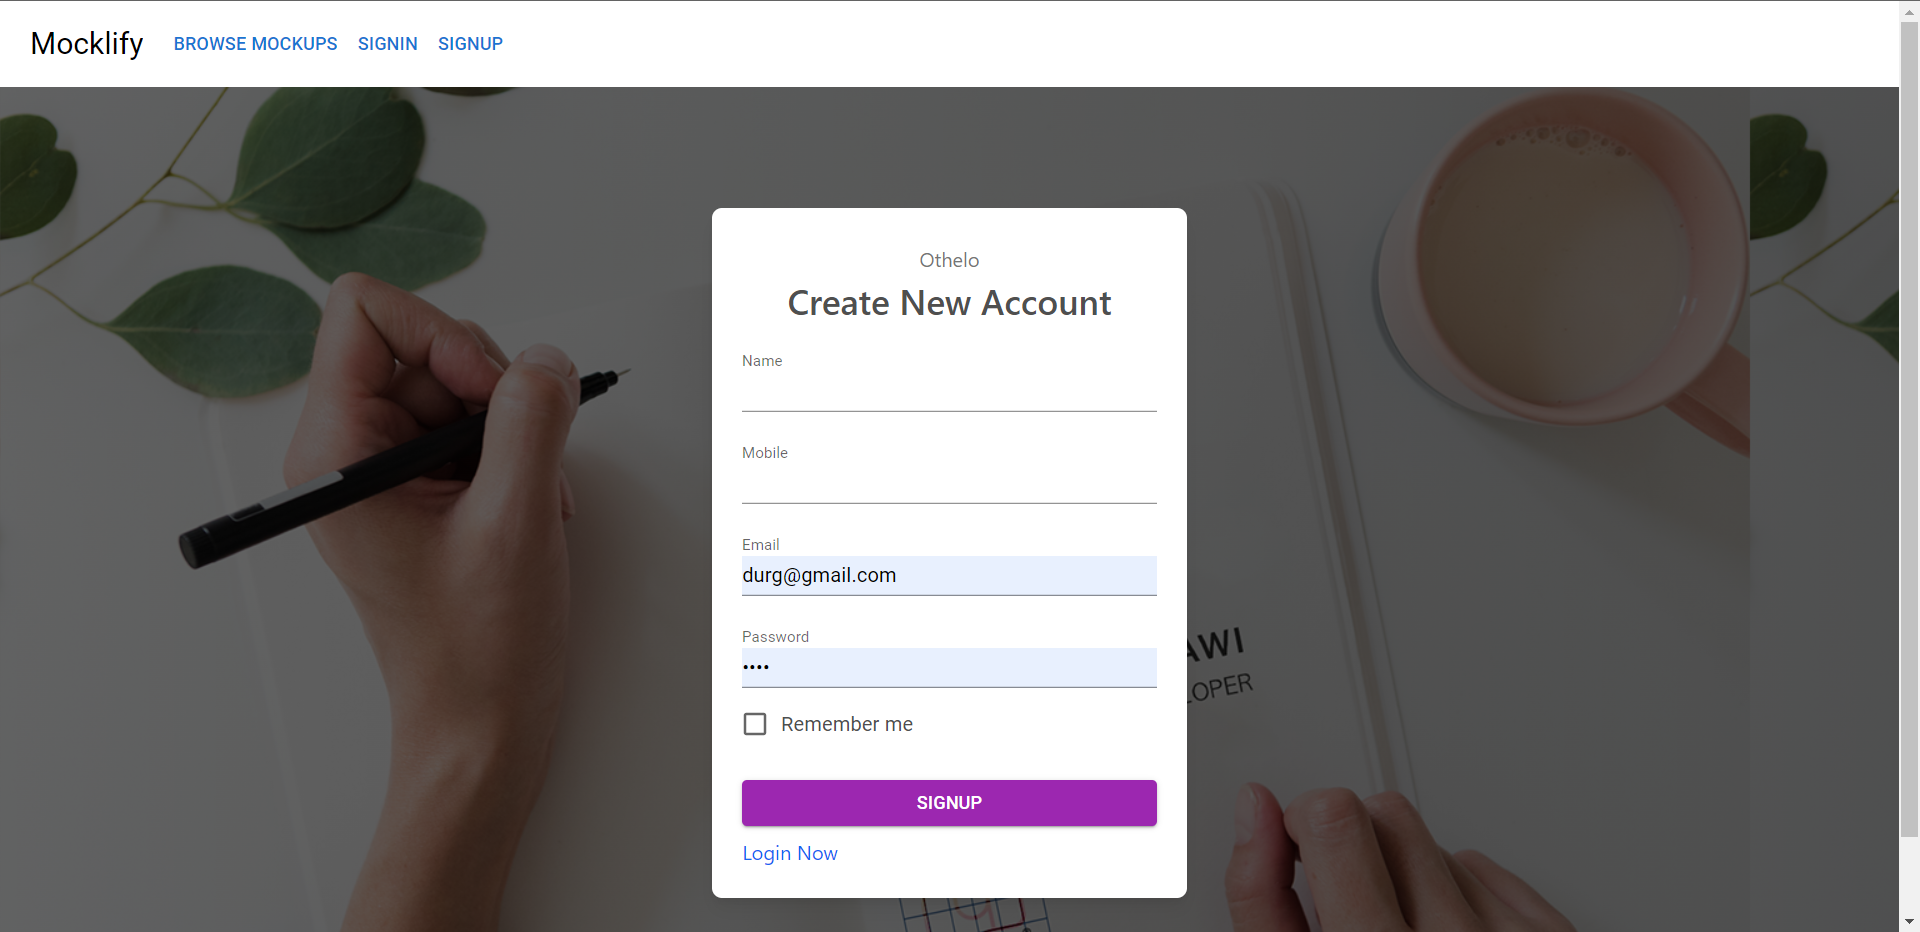 Mocklify BROWSE MOCKUPS SIGNIN SIGNUP
Othelo
Create New Account
Name
Mobile
Email
durg@gmail.com
Password
••••
AWI
LOPER
Remember me
SIGNUP
Login Now